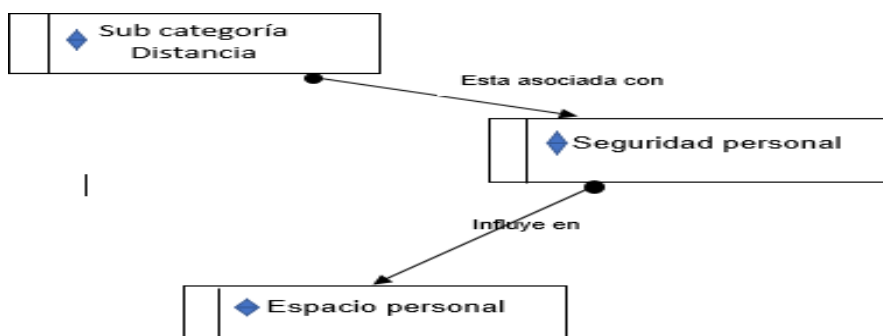 Sub categoría
Distancia
Esta asociada con
Seguridad personal
Influye en
Espacio personal